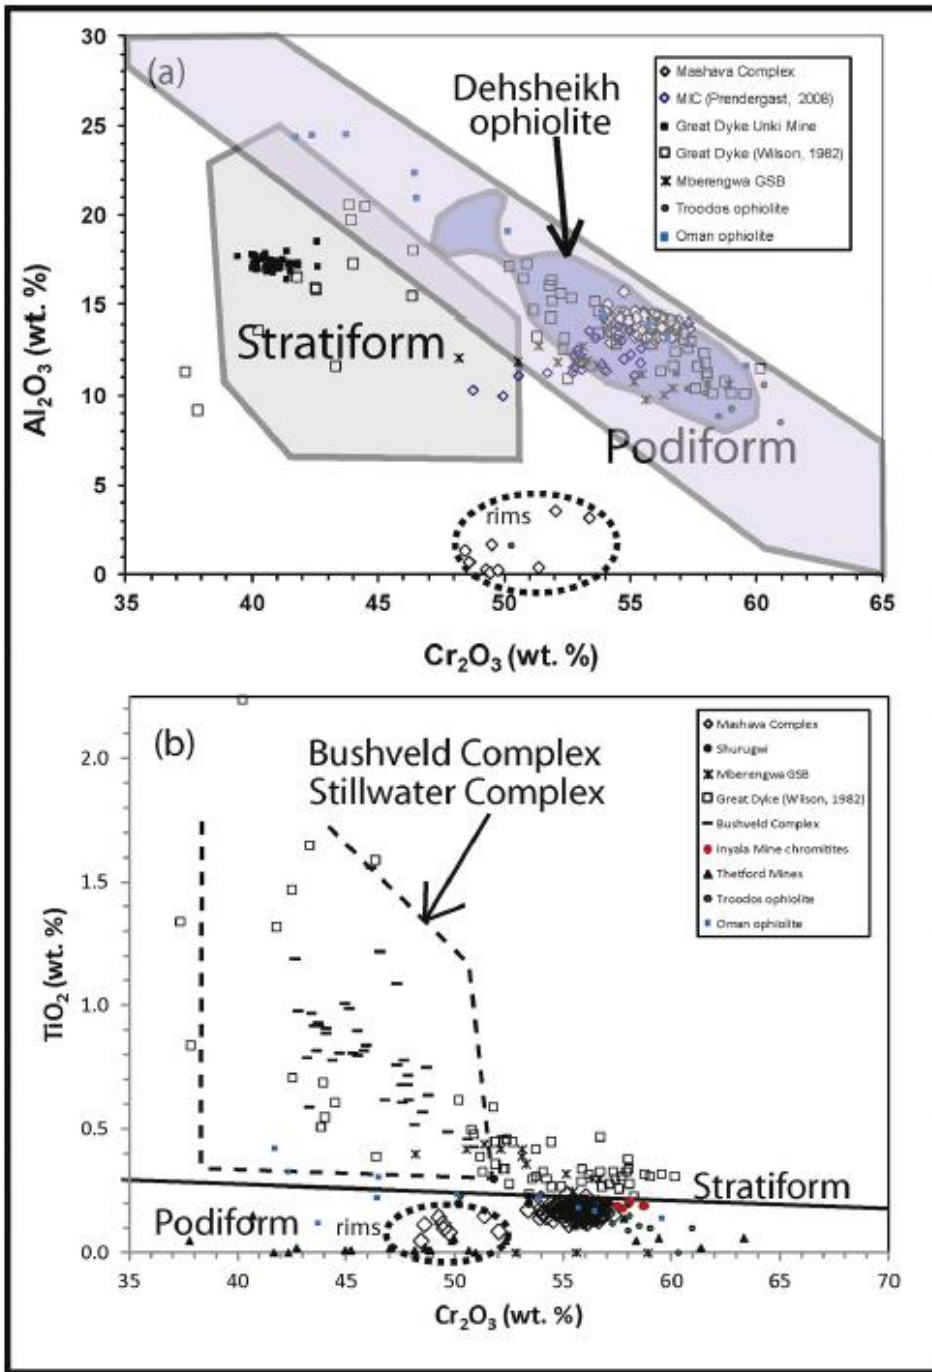 30
25
20
15
10
5
0
Al₂O₃ (wt. %)
(a)
Dehsheikh
ophiolite
Mashava Complex
MIC (Prendergast, 2008)
Great Dyke Unki Mine
Great Dyke (Wilson, 1982)
Mberengwa GSB
Troodos ophiolite
Oman ophiolite
Stratiform
Podiform
rims
35 40 45 50 55 60 65
Cr₂O₃ (wt. %)
2.0
1.5
1.0
0.5
0.0
TiO₂ (wt. %)
(b)
Bushveld Complex
Stillwater Complex
Mashava Complex
Shurugwi
Mberengwa GSB
Great Dyke (Wilson, 1982)
Bushveld Complex
Inyala Mine chromitites
Thetford Mines
Troodos ophiolite
Oman ophiolite
Stratiform
Podiform
rims
35 40 45 50 55 60 65 70
Cr₂O₃ (wt. %)